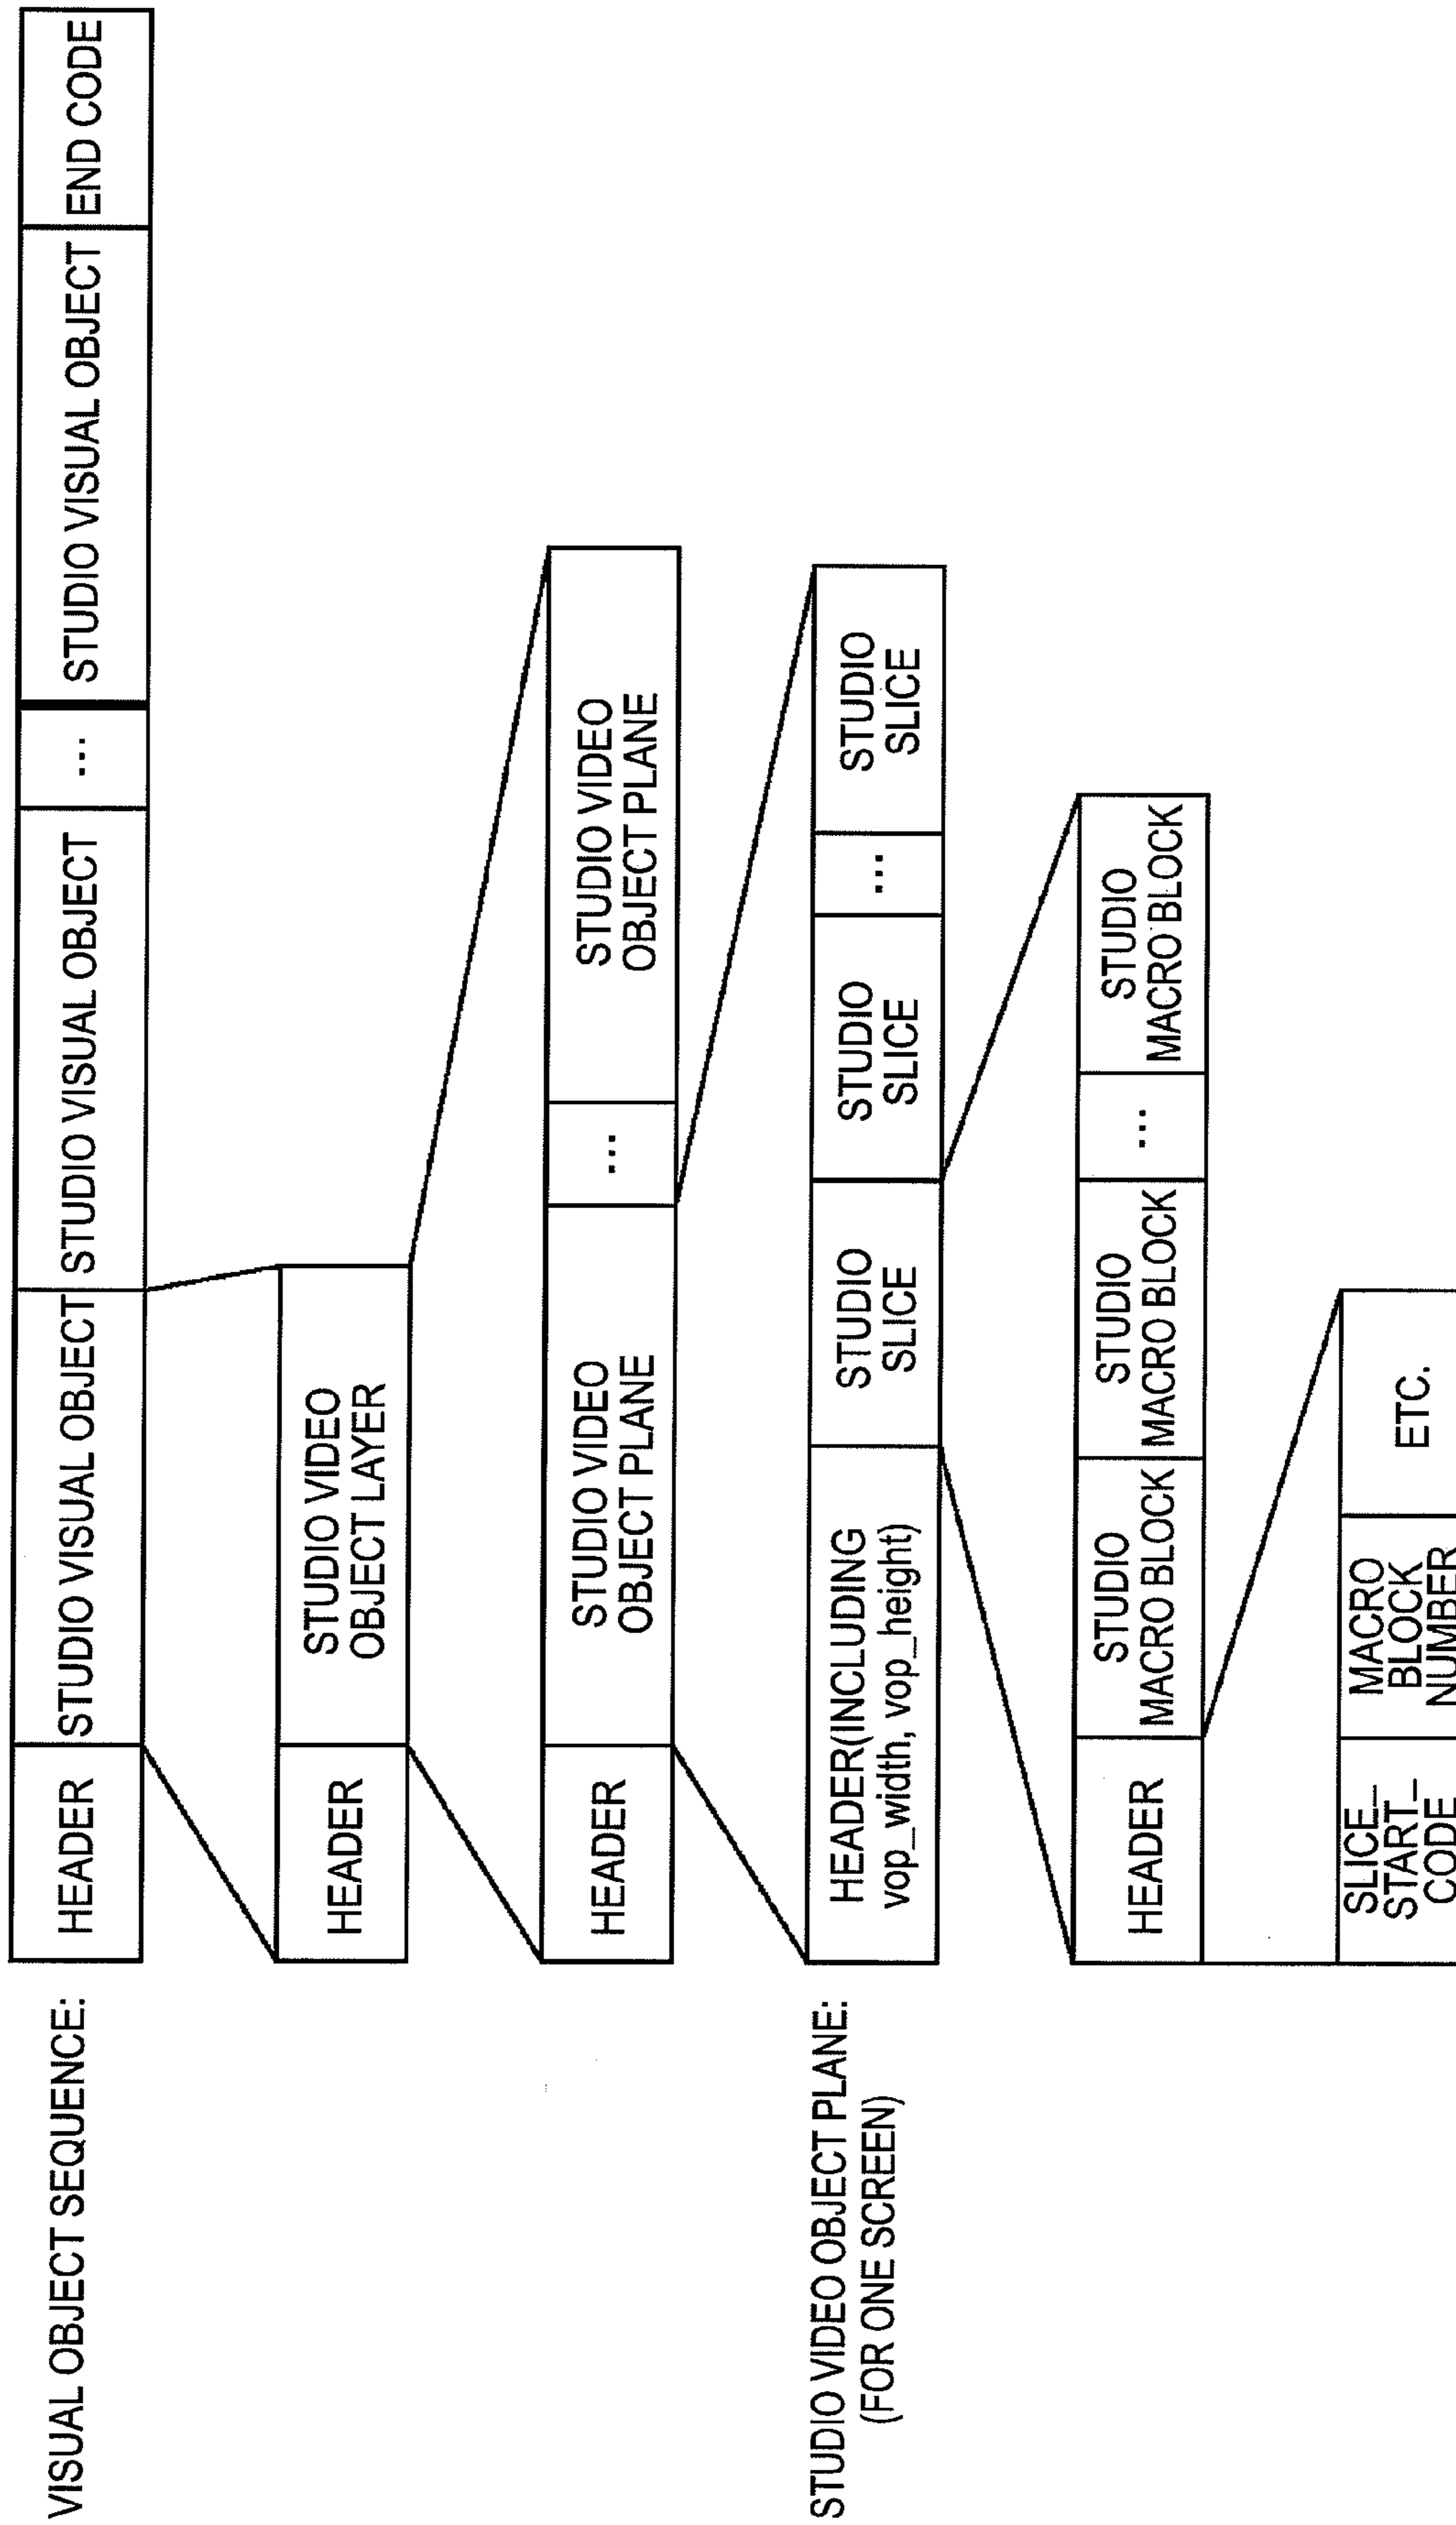 VISUAL OBJECT SEQUENCE:
HEADER
STUDIO VISUAL OBJECT
STUDIO VISUAL OBJECT
...
STUDIO VISUAL OBJECT
END CODE
HEADER
STUDIO VIDEO
OBJECT LAYER
HEADER
STUDIO VIDEO
OBJECT PLANE
...
STUDIO VIDEO
OBJECT PLANE
STUDIO VIDEO OBJECT PLANE:
(FOR ONE SCREEN)
HEADER(INCLUDING
vop_width, vop_height)
STUDIO
SLICE
STUDIO
SLICE
...
STUDIO
SLICE
HEADER
STUDIO
MACRO BLOCK
STUDIO
MACRO BLOCK
...
STUDIO
MACRO BLOCK
SLICE_
START_
CODE
MACRO
BLOCK
NUMBER
ETC.